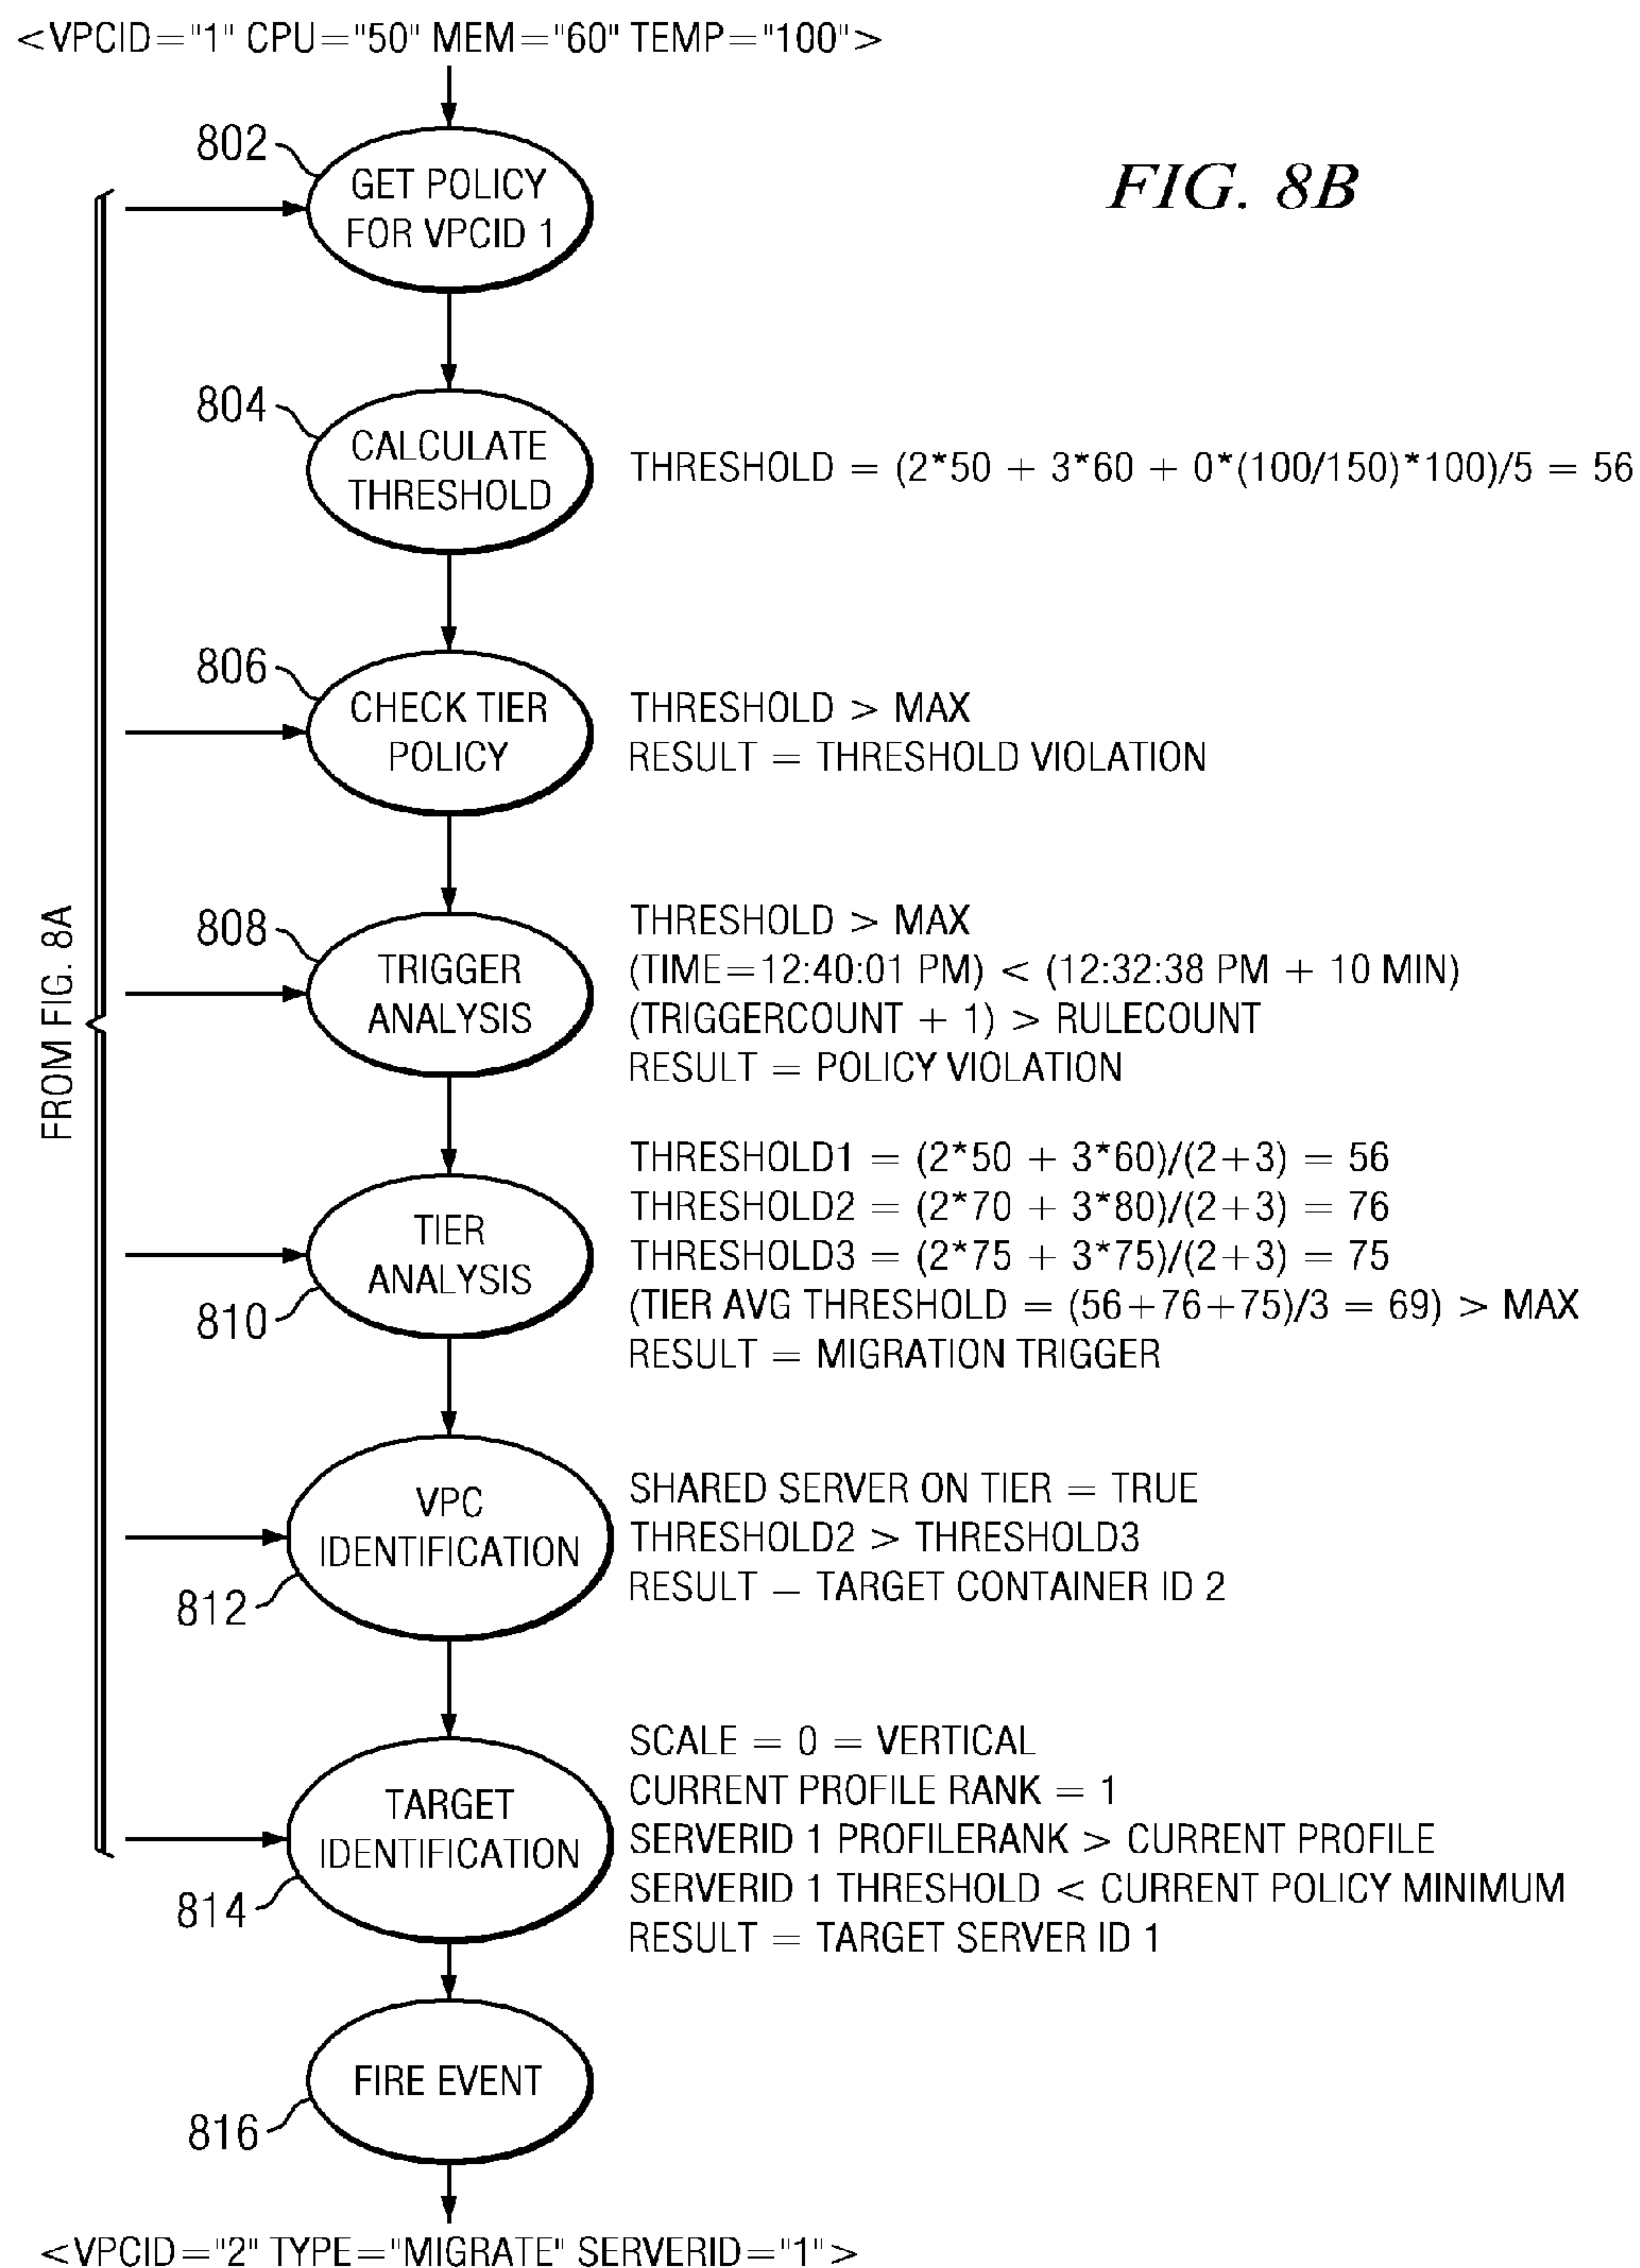 <VPCID="1" CPU="50" MEM="60" TEMP="100">
FIG. 8B
802
GET POLICY
FOR VPCID 1
804
CALCULATE
THRESHOLD
THRESHOLD = (2*50 + 3*60 + 0*(100/150)*100)/5 = 56
806
CHECK TIER
POLICY
THRESHOLD > MAX
RESULT = THRESHOLD VIOLATION
FROM FIG. 8A
808
TRIGGER
ANALYSIS
THRESHOLD > MAX
(TIME=12:40:01 PM) < (12:32:38 PM + 10 MIN)
(TRIGGERCOUNT + 1) > RULECOUNT
RESULT = POLICY VIOLATION
TIER
ANALYSIS
810
THRESHOLD1 = (2*50 + 3*60)/(2+3) = 56
THRESHOLD2 = (2*70 + 3*80)/(2+3) = 76
THRESHOLD3 = (2*75 + 3*75)/(2+3) = 75
(TIER AVG THRESHOLD = (56+76+75)/3 = 69) > MAX
RESULT = MIGRATION TRIGGER
VPC
IDENTIFICATION
812
SHARED SERVER ON TIER = TRUE
THRESHOLD2 > THRESHOLD3
RESULT – TARGET CONTAINER ID 2
TARGET
IDENTIFICATION
814
SCALE = 0 = VERTICAL
CURRENT PROFILE RANK = 1
SERVERID 1 PROFILERANK > CURRENT PROFILE
SERVERID 1 THRESHOLD < CURRENT POLICY MINIMUM
RESULT = TARGET SERVER ID 1
FIRE EVENT
816
<VPCID="2" TYPE="MIGRATE" SERVERID="1">